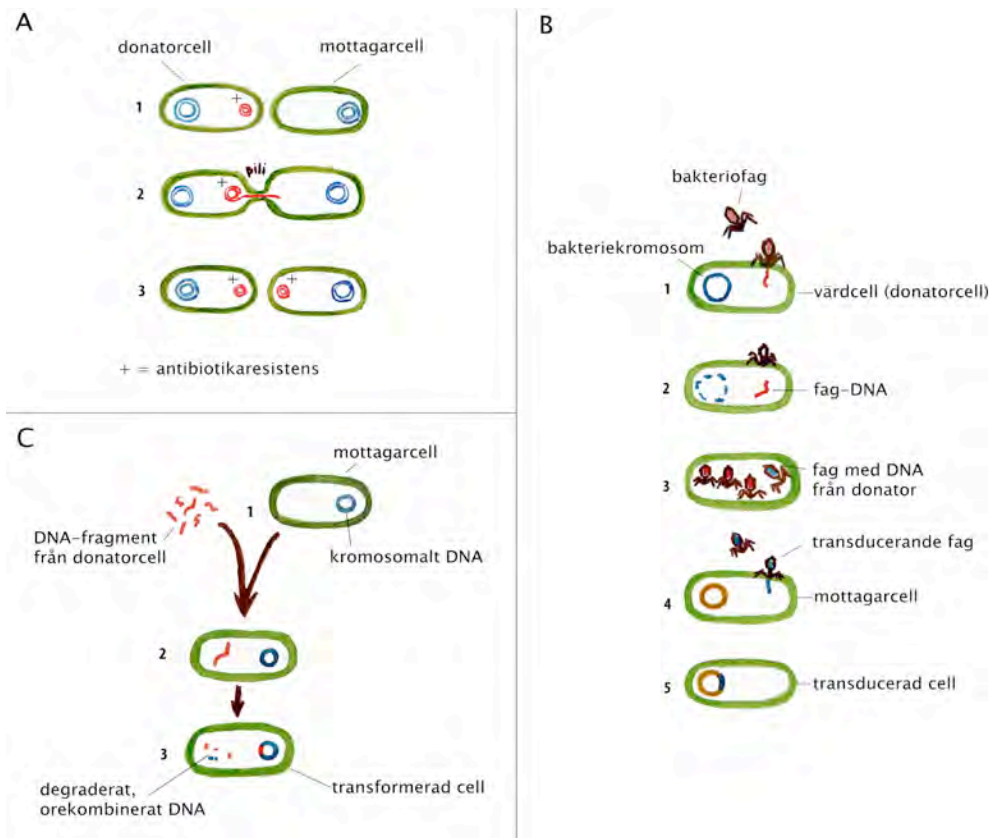 A
donatorcell
mottagarcell
1
+
pili
2
+
3
+
+
+ = antibiotikaresistens
B
bakteriofag
bakteriekromosom
1
värdcell (donatorcell)
2
fag-DNA
3
fag med DNA
från donator
transducerande fag
4
mottagarcell
5
transducerad cell
C
mottagarcell
1
DNA-fragment
från donatorcell
kromosomalt DNA
2
3
degraderat,
orekombinerat DNA
transformerad cell